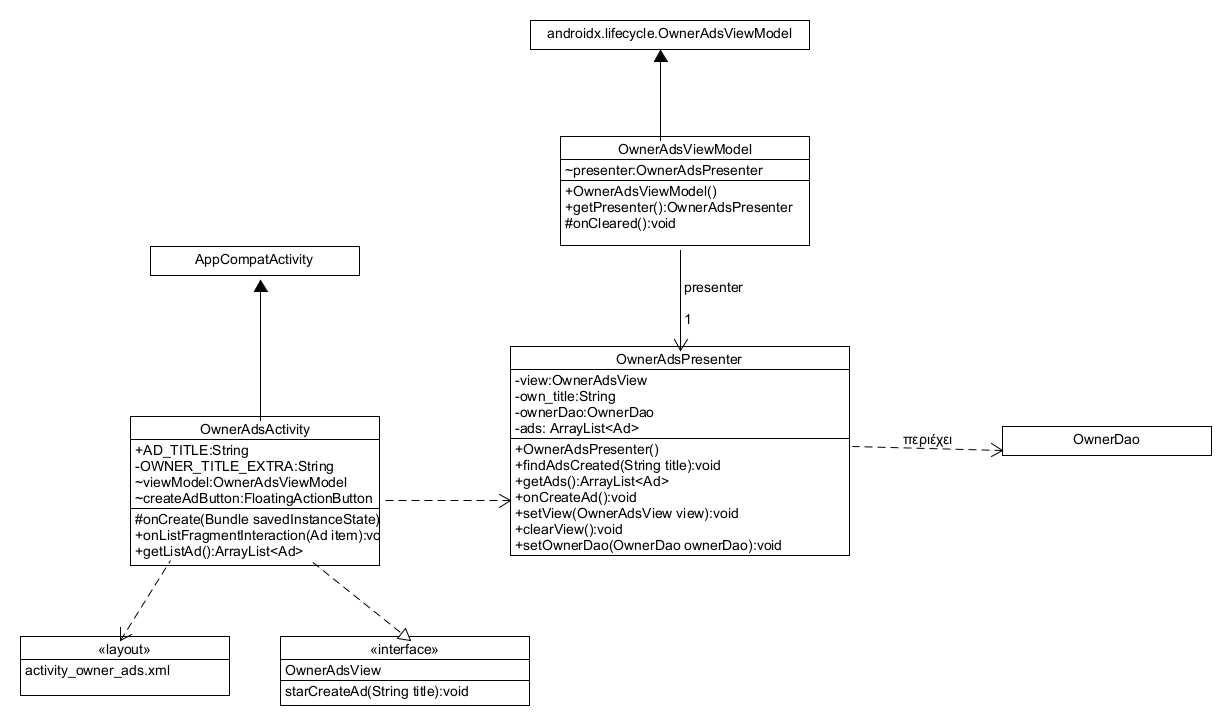 androidx.lifecycle.OwnerAdsViewModel
OwnerAdsViewModel
~presenter:OwnerAdsPresenter
+OwnerAdsViewModel()
+getPresenter():OwnerAdsPresenter
#onCleared():void
AppCompatActivity
presenter
1
OwnerAdsPresenter
-view:OwnerAdsView
-own_title:String
-ownerDao:OwnerDao
-ads: ArrayList<Ad>
+OwnerAdsPresenter()
+findAdsCreated(String title):void
+getAds():ArrayList<Ad>
+onCreateAd():void
+setView(OwnerAdsView view):void
+clearView():void
+setOwnerDao(OwnerDao ownerDao):void
περιέχει
OwnerDao
OwnerAdsActivity
+AD_TITLE:String
-OWNER_TITLE_EXTRA:String
~viewModel:OwnerAdsViewModel
~createAdButton:FloatingActionButton
#onCreate(Bundle savedInstanceState)
+onListFragmentInteraction(Ad item):vo
+getListAd():ArrayList<Ad>
«layout»
activity_owner_ads.xml
«interface»
OwnerAdsView
starCreateAd(String title):void